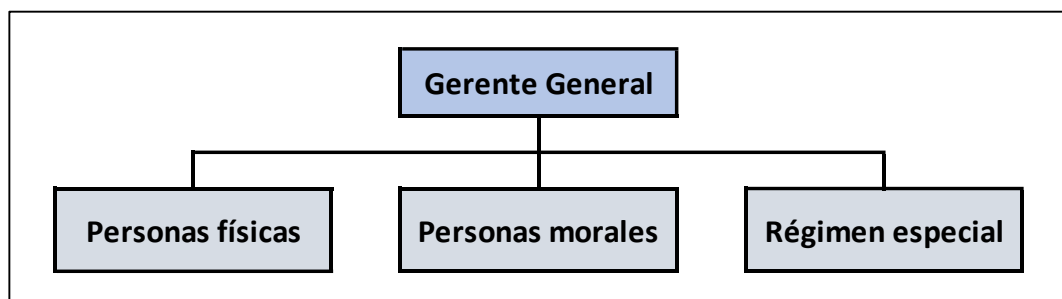 Gerente General
Personas físicas
Personas morales
Régimen especial